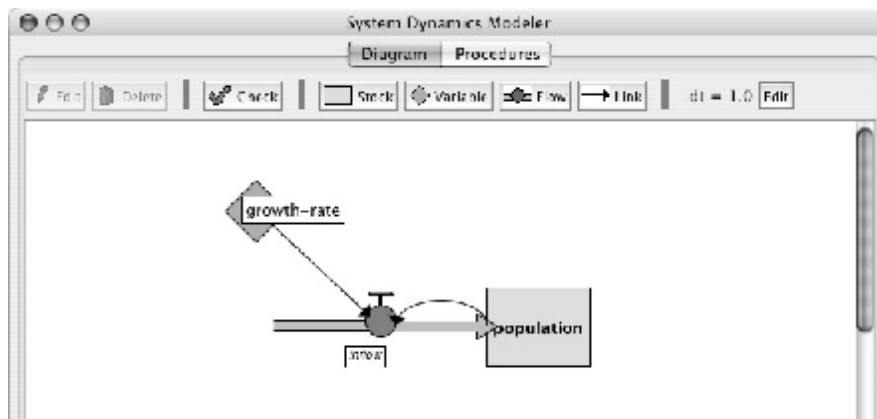 System Dynamics Modeler
Diagram Procedures
Edit Delete Check Stock Variable Flow Link dt = 1.0 Edit
growth-rate
population
inflow